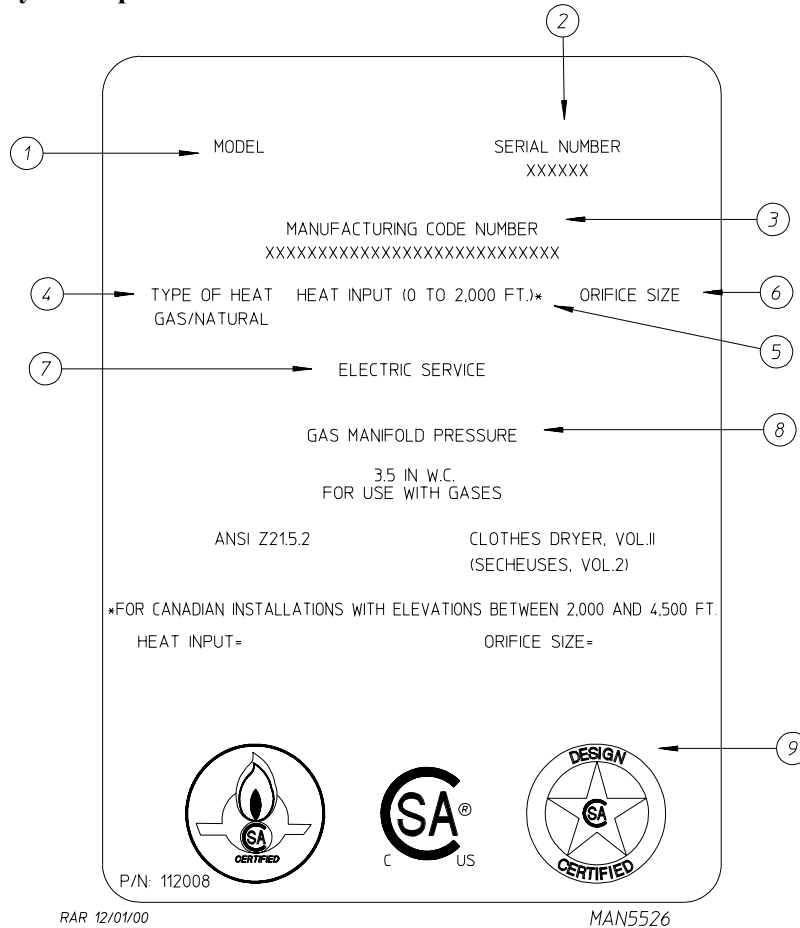 2
1
MODEL
SERIAL NUMBER
XXXXXX
3
MANUFACTURING CODE NUMBER
XXXXXXXXXXXXXXXXXXXXXXXXXXXX
4
TYPE OF HEAT HEAT INPUT (0 TO 2,000 FT.)* ORIFICE SIZE
6
GAS/NATURAL
5
7
ELECTRIC SERVICE
GAS MANIFOLD PRESSURE
8
3.5 IN W.C.
FOR USE WITH GASES
ANSI Z21.5.2
CLOTHES DRYER, VOL.II
(SECHEUSES, VOL.2)
*FOR CANADIAN INSTALLATIONS WITH ELEVATIONS BETWEEN 2,000 AND 4,500 FT.
HEAT INPUT=
ORIFICE SIZE=
9
SA
CERTIFIED
CSA®
C US
DESIGN
SA
CERTIFIED
P/N: 112008
RAR 12/01/00
MAN5526